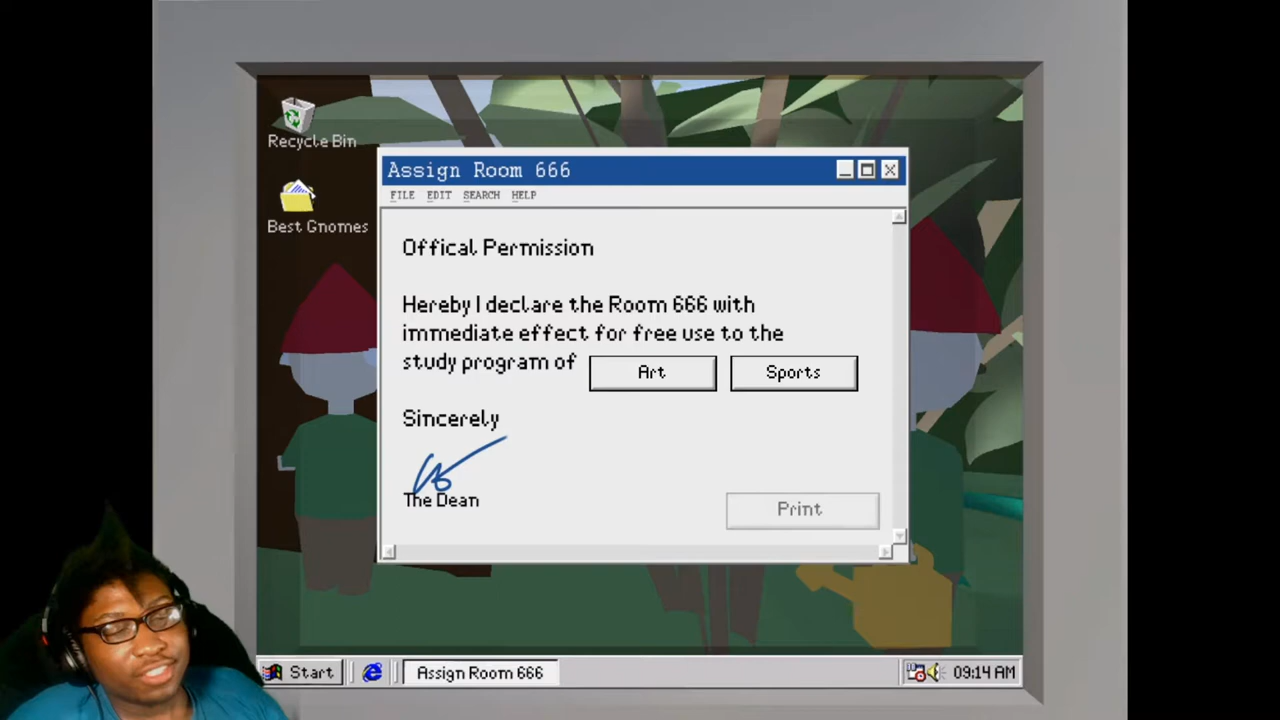 Recycle Bin
Best Gnomes
Assign Room 666
FILE EDIT SEARCH HELP
Offical Permission
Hereby I declare the Room 666 with
immediate effect for free use to the
study program of Art Sports
Sincerely
The Dean
Print
Start Assign Room 666 09:14 AM